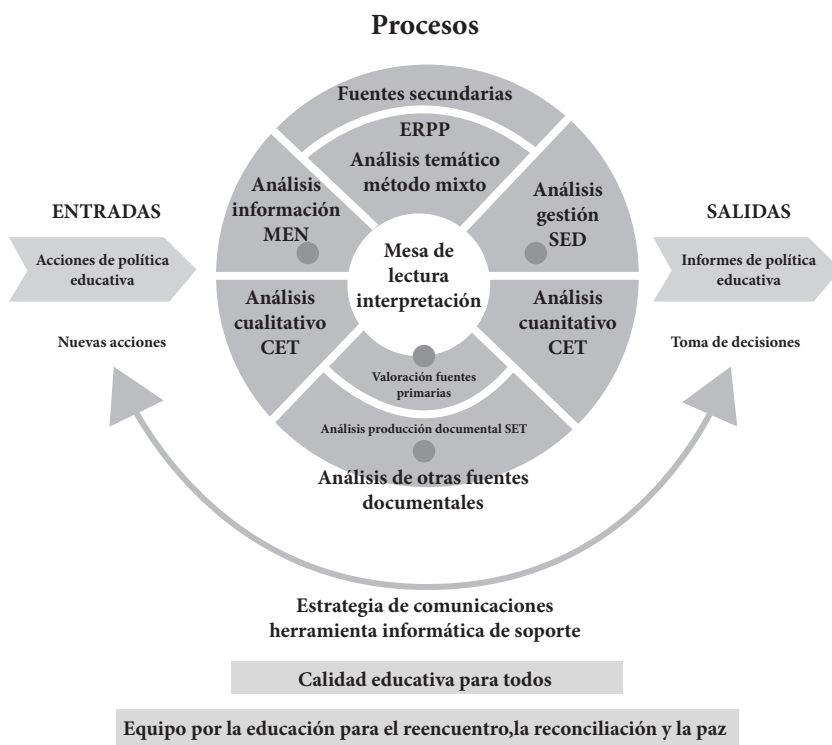 Procesos
Fuentes secundarias
ERPP
Análisis temático
método mixto
Análisis
información
MEN
Análisis
gestión
SED
ENTRADAS
Acciones de política
educativa
Nuevas acciones
Mesa de
lectura
interpretación
SALIDAS
Informes de política
educativa
Toma de decisiones
Análisis
cualitativo
CET
Análisis
cuanitativo
CET
Valoración fuentes
primarias
Análisis producción documental SET
Análisis de otras fuentes
documentales
Estrategia de comunicaciones
herramienta informática de soporte
Calidad educativa para todos
Equipo por la educación para el reencuentro,la reconciliación y la paz